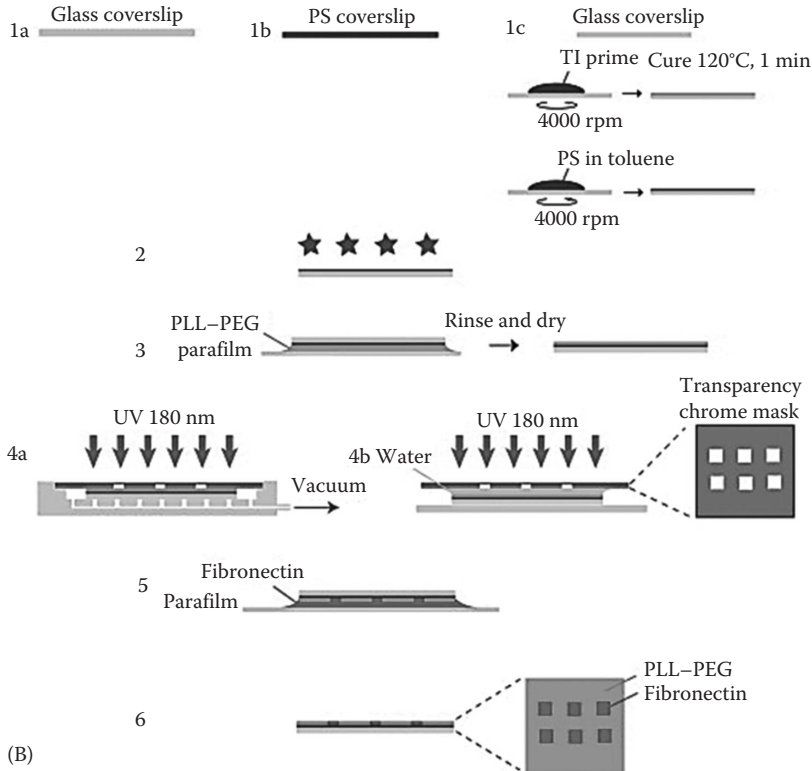 1a
Glass coverslip
1b
PS coverslip
1c
Glass coverslip
TI prime
Cure 120°C, 1 min
4000 rpm
PS in toluene
4000 rpm
2
3
PLL–PEG
parafilm
Rinse and dry
4a
UV 180 nm
Vacuum
4b Water
UV 180 nm
Transparency
chrome mask
5
Fibronectin
Parafilm
6
PLL–PEG
Fibronectin
(B)